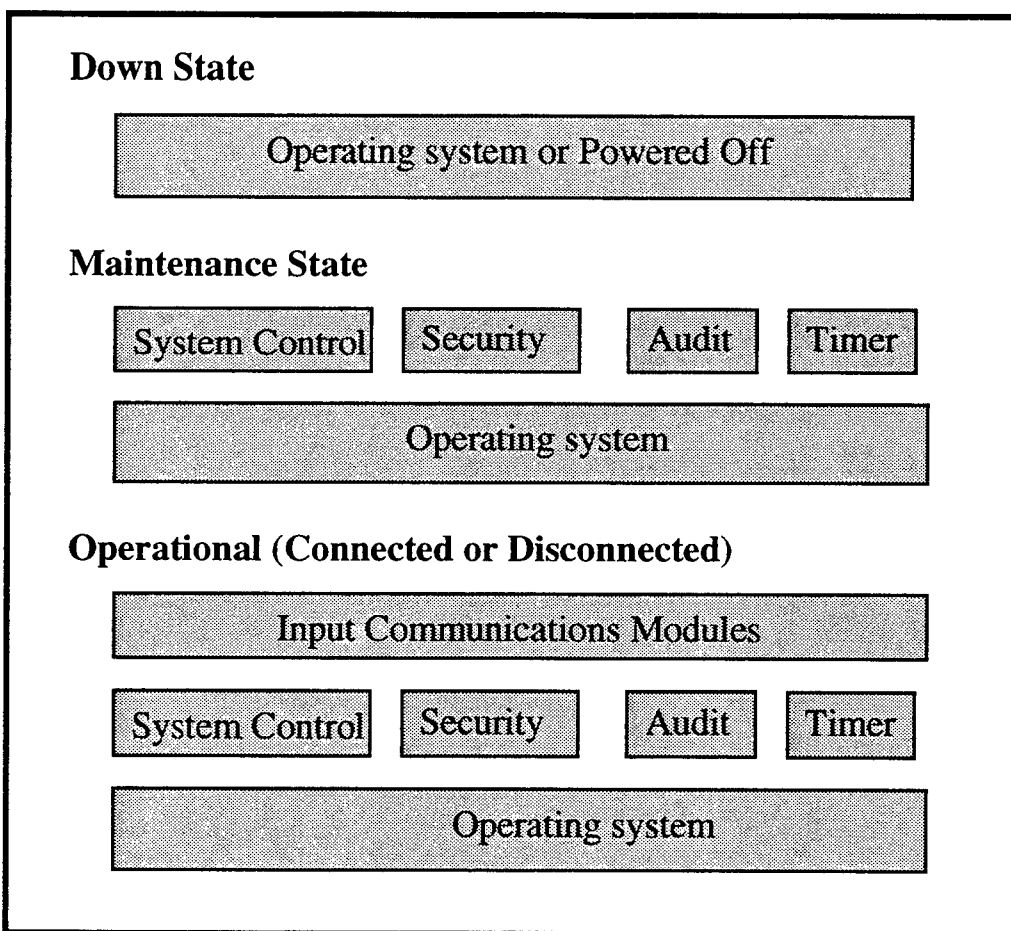 Down State
Operating system or Powered Off
Maintenance State
System Control Security Audit Timer
Operating system
Operational (Connected or Disconnected)
Input Communications Modules
System Control Security Audit Timer
Operating system